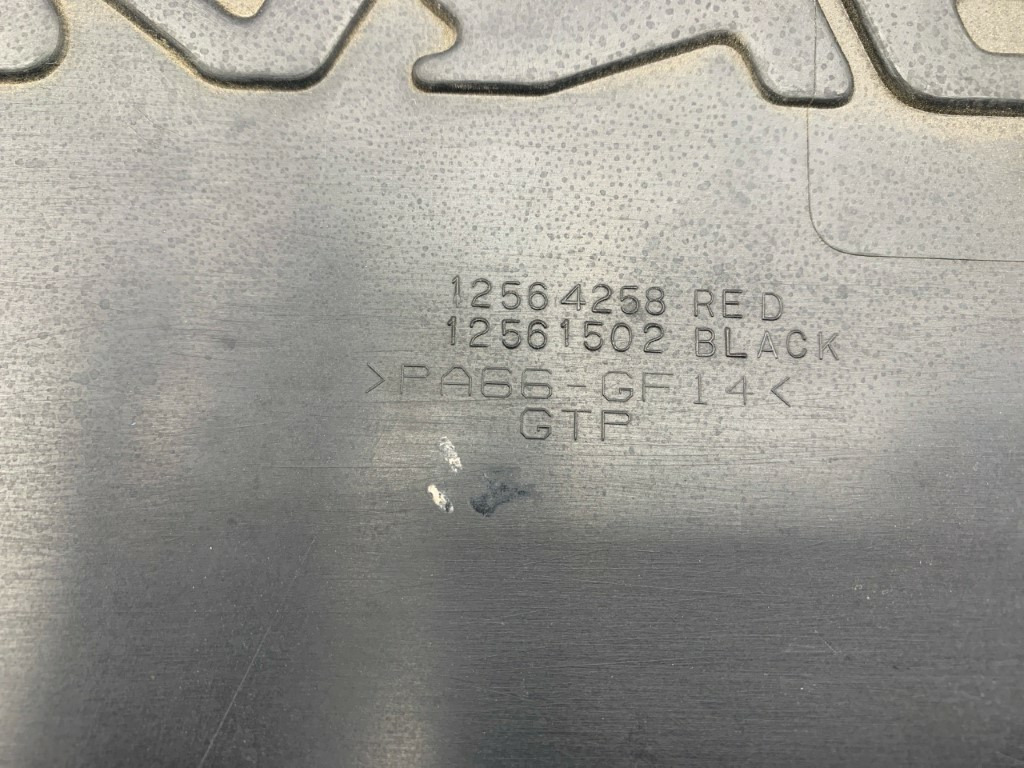 12564258 RED
12561502 BLACK
>PA66-GF14<
GTP